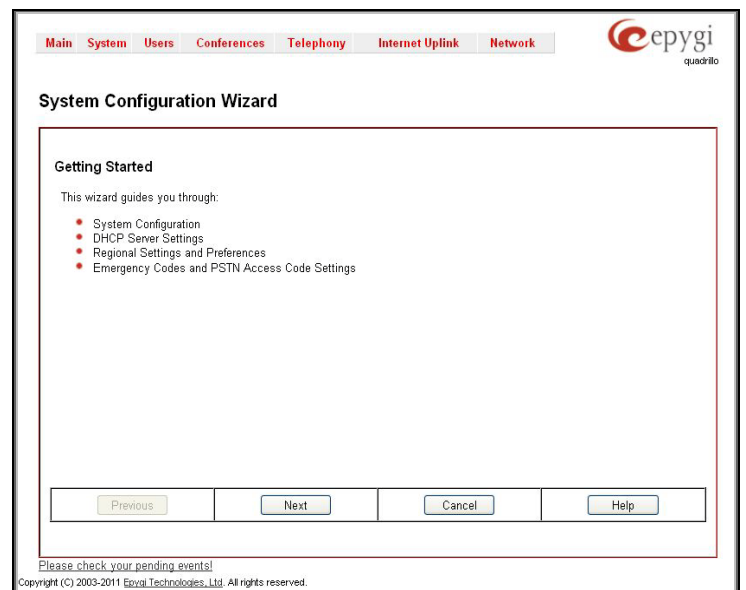 Main System Users Conferences Telephony Internet Uplink Network
epygi
quadrillo
System Configuration Wizard
Getting Started
This wizard guides you through:
System Configuration
DHCP Server Settings
Regional Settings and Preferences
Emergency Codes and PSTN Access Code Settings
Previous Next Cancel Help
Please check your pending events!
Copyright (C) 2003-2011 Epygi Technologies, Ltd. All rights reserved.